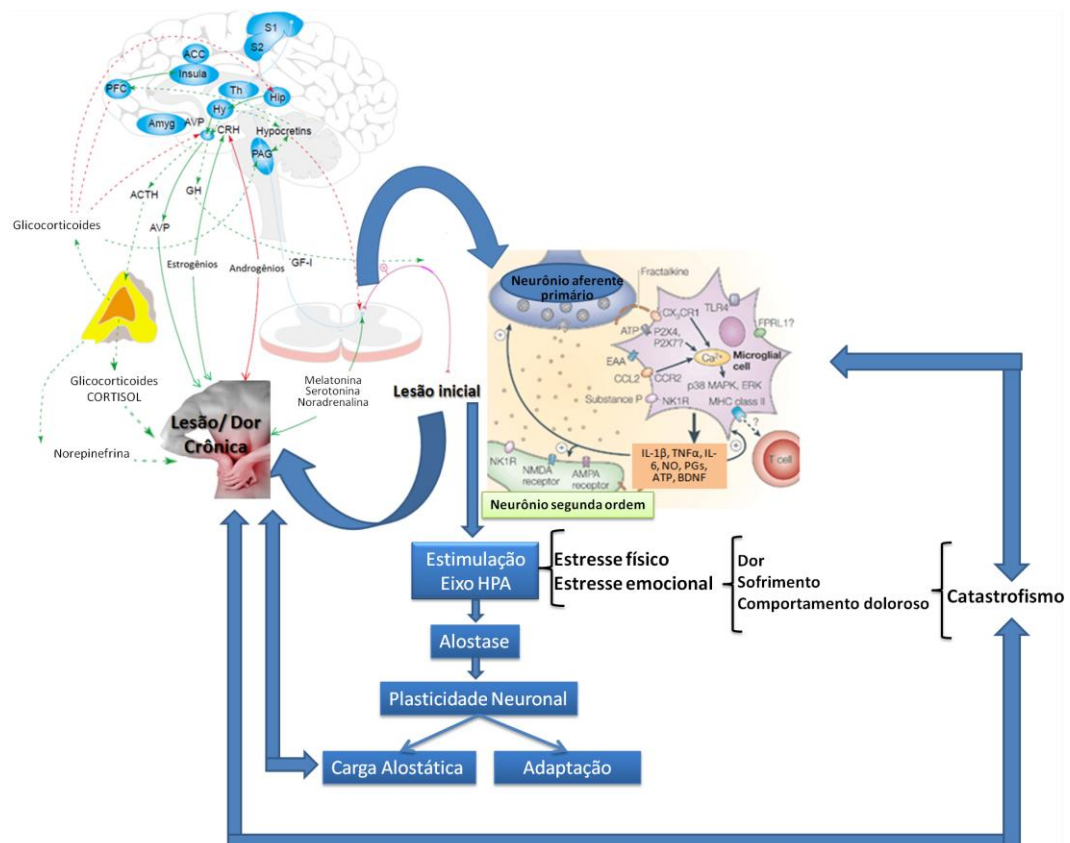 S1
S2
ACC
Insula
PFC
Th
Hip
Hy
Amyg
AVP
CRH
Hypocretins
PAG
ACTH
GH
AVP
Glicocorticoides
Estrogênios
Androgênios
GF-I
Glicocorticoides
CORTISOL
Melatonina
Serotonina
Noradrenalina
Lesão inicial
Lesão/ Dor
Crônica
Norepinefrina
Neurônio aferente
primário
Fractalkine
CX3CR1
TLR4
ATP
P2X4,
P2X7?
FPRL1?
EAA
Ca2+
Microglial
cell
CCL2
CCR2
p38 MAPK, ERK
Substance P
NK1R
MHC class II
?
T cell
IL-1β, TNFα, IL-
6, NO, PGs,
ATP, BDNF
+
+
+
NK1R
NMDA
receptor
AMPA
receptor
Neurônio segunda ordem
Estimulação
Eixo HPA
Estresse físico
Estresse emocional
Dor
Sofrimento
Comportamento doloroso
Catastrofismo
Alostase
Plasticidade Neuronal
Carga Alostática
Adaptação